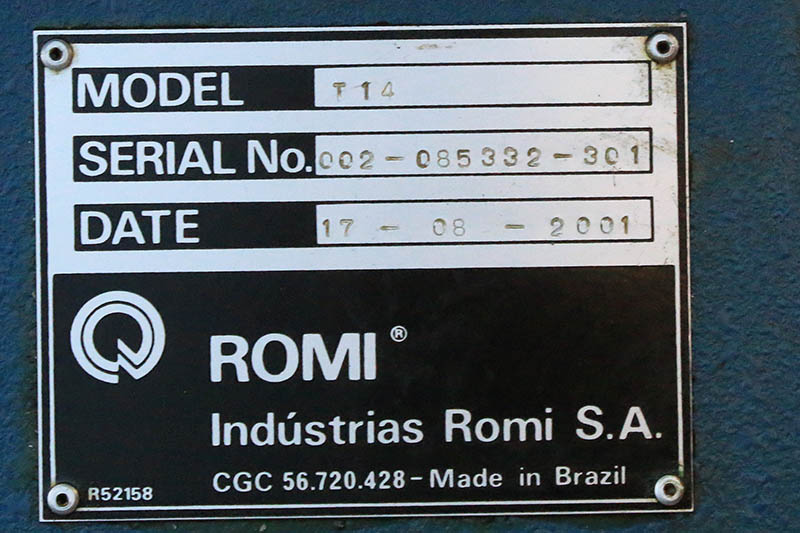 MODEL T14
SERIAL No. 002-085332-301
DATE 17 - 08 - 2001
ROMI®
Indústrias Romi S.A.
CGC 56.720.428 - Made in Brazil
R52158